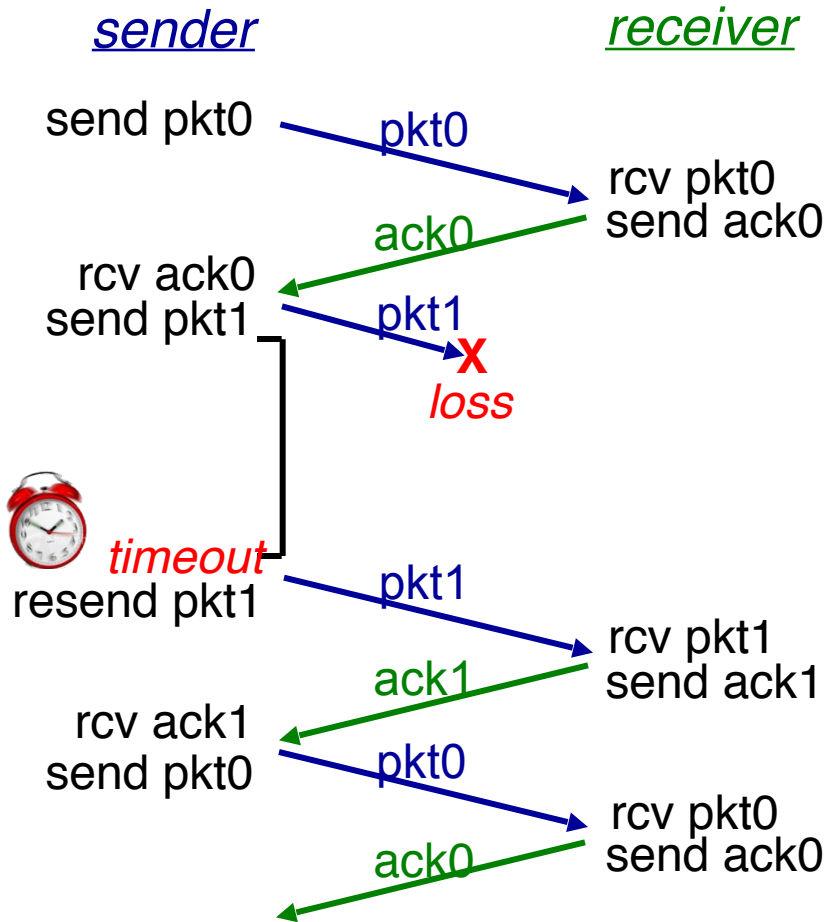 sender
receiver
send pkt0
pkt0
rcv pkt0
send ack0
ack0
rcv ack0
send pkt1
pkt1
X
loss
timeout
resend pkt1
pkt1
rcv pkt1
send ack1
ack1
rcv ack1
send pkt0
pkt0
rcv pkt0
send ack0
ack0